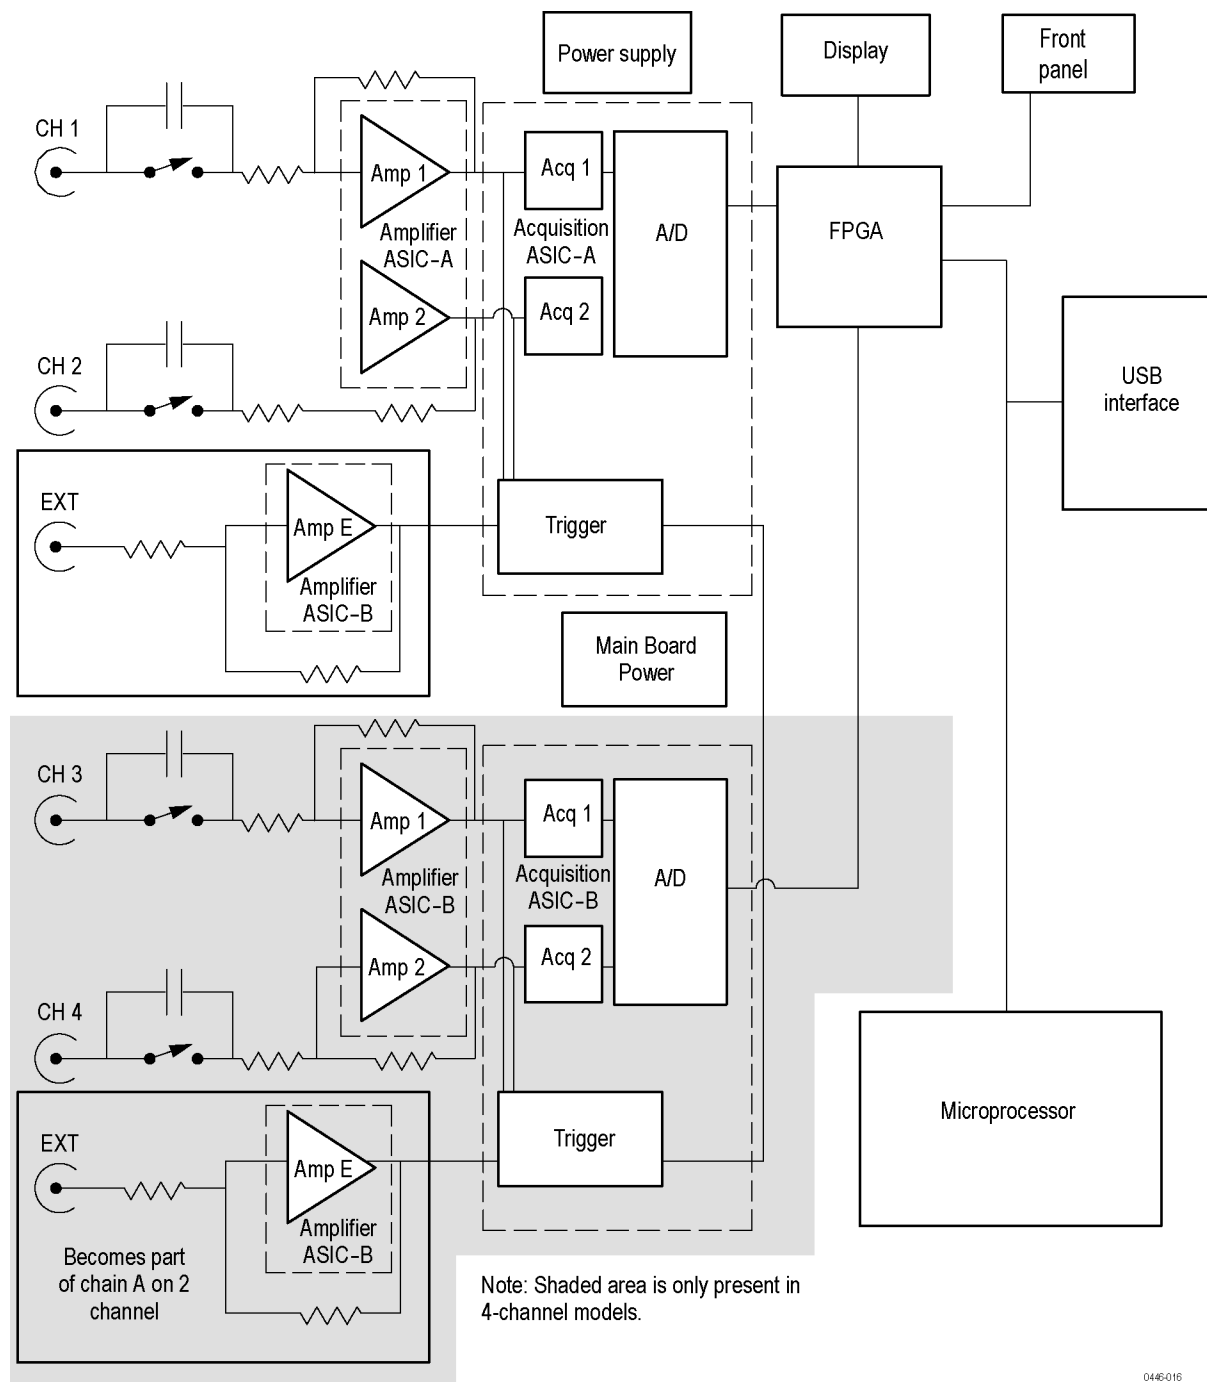 Power supply
Display
Front
panel
CH 1
Amp 1
Acq 1
Amplifier
ASIC-A
Acquisition
ASIC-A
A/D
FPGA
Amp 2
Acq 2
CH 2
USB
interface
EXT
Amp E
Amplifier
ASIC-B
Trigger
Main Board
Power
CH 3
Amp 1
Acq 1
Amplifier
ASIC-B
Acquisition
ASIC-B
A/D
Amp 2
Acq 2
CH 4
Microprocessor
EXT
Amp E
Amplifier
ASIC-B
Trigger
Becomes part
of chain A on 2
channel
Note: Shaded area is only present in
4-channel models.
0446-016